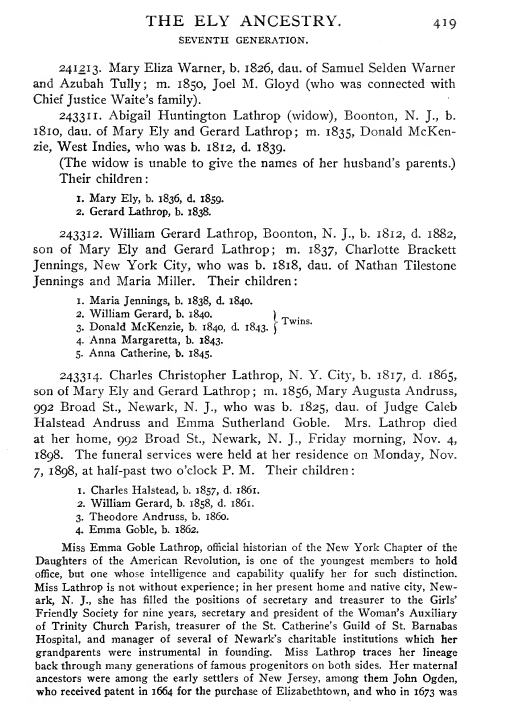 THE ELY ANCESTRY. 419
SEVENTH GENERATION.
241213. Mary Eliza Warner, b. 1826, dau. of Samuel Selden Warner
and Azubah Tully; m. 1850, Joel M. Gloyd (who was connected with
Chief Justice Waite's family).
243311. Abigail Huntington Lathrop (widow), Boonton, N. J., b.
1810, dau. of Mary Ely and Gerard Lathrop; m. 1835, Donald McKen-
zie, West Indies, who was b. 1812, d. 1839.
(The widow is unable to give the names of her husband's parents.)
Their children:
1. Mary Ely, b. 1836, d. 1859.
2. Gerard Lathrop, b. 1838.
243312. William Gerard Lathrop, Boonton, N. J., b. 1812, d. 1882,
son of Mary Ely and Gerard Lathrop; m. 1837, Charlotte Brackett
Jennings, New York City, who was b. 1818, dau. of Nathan Tilestone
Jennings and Maria Miller. Their children:
1. Maria Jennings, b. 1838, d. 1840.
2. William Gerard, b. 1840.
3. Donald McKenzie, b. 1840, d. 1843. } Twins.
4. Anna Margaretta, b. 1843.
5. Anna Catherine, b. 1845.
243314. Charles Christopher Lathrop, N. Y. City, b. 1817, d. 1865,
son of Mary Ely and Gerard Lathrop; m. 1856, Mary Augusta Andruss,
992 Broad St., Newark, N. J., who was b. 1825, dau. of Judge Caleb
Halstead Andruss and Emma Sutherland Goble. Mrs. Lathrop died
at her home, 992 Broad St., Newark, N. J., Friday morning, Nov. 4,
1898. The funeral services were held at her residence on Monday, Nov.
7, 1898, at half-past two o'clock P. M. Their children:
1. Charles Halstead, b. 1857, d. 1861.
2. William Gerard, b. 1858, d. 1861.
3. Theodore Andruss, b. 1860.
4. Emma Goble, b. 1862.
Miss Emma Goble Lathrop, official historian of the New York Chapter of the
Daughters of the American Revolution, is one of the youngest members to hold
office, but one whose intelligence and capability qualify her for such distinction.
Miss Lathrop is not without experience; in her present home and native city, New-
ark, N. J., she has filled the positions of secretary and treasurer to the Girls'
Friendly Society for nine years, secretary and president of the Woman's Auxiliary
of Trinity Church Parish, treasurer of the St. Catherine's Guild of St. Barnabas
Hospital, and manager of several of Newark's charitable institutions which her
grandparents were instrumental in founding. Miss Lathrop traces her lineage
back through many generations of famous progenitors on both sides. Her maternal
ancestors were among the early settlers of New Jersey, among them John Ogden,
who received patent in 1664 for the purchase of Elizabethtown, and who in 1673 was